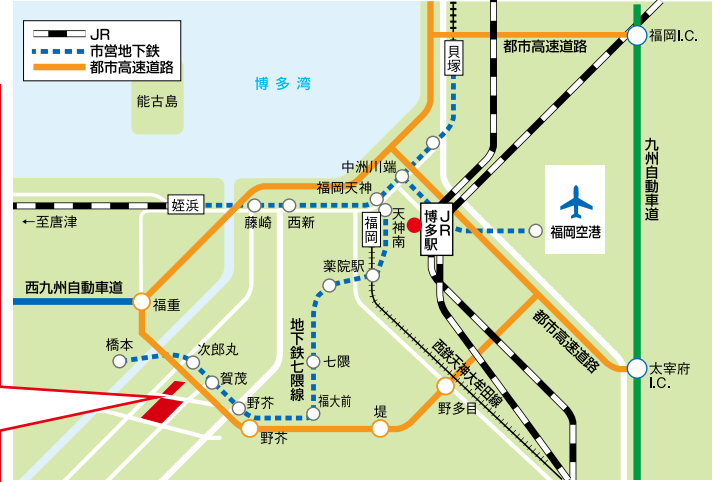 JR
市営地下鉄
都市高速道路
能古島
博多湾
貝塚
都市高速道路
福岡I.C.
九州自動車道
中洲川端
福岡天神
姪浜
←至唐津
藤崎
西新
福岡
天神南
JR博多駅
福岡空港
薬院駅
西九州自動車道
福重
橋本
次郎丸
賀茂
野芥
野芥
地下鉄七隈線
七隈
福大前
堤
野多目
西鉄天神大牟田線
都市高速道路
太宰府
I.C.